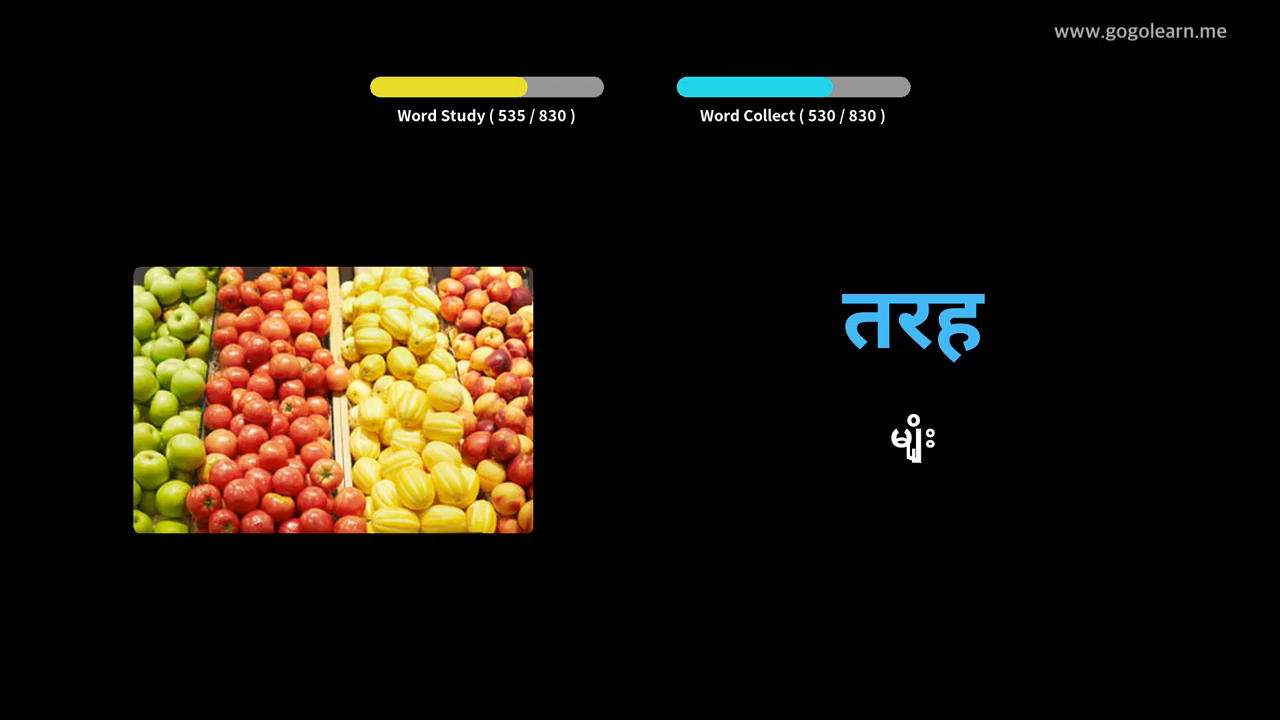 www.gogolearn.me
Word Study ( 535 / 830 )
Word Collect ( 530 / 830 )
तरह
မျိုး